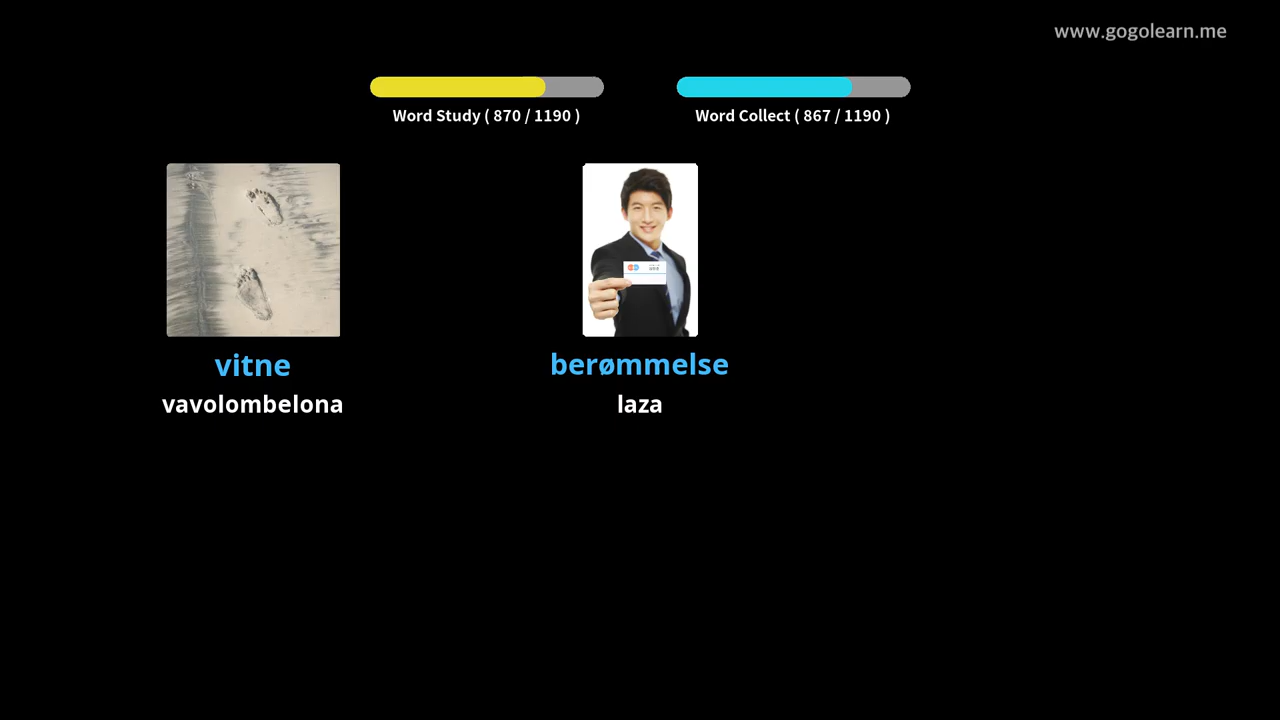 www.gogolearn.me
Word Study ( 870 / 1190 )
Word Collect ( 867 / 1190 )
vitne
berømmelse
vavolombelona
laza